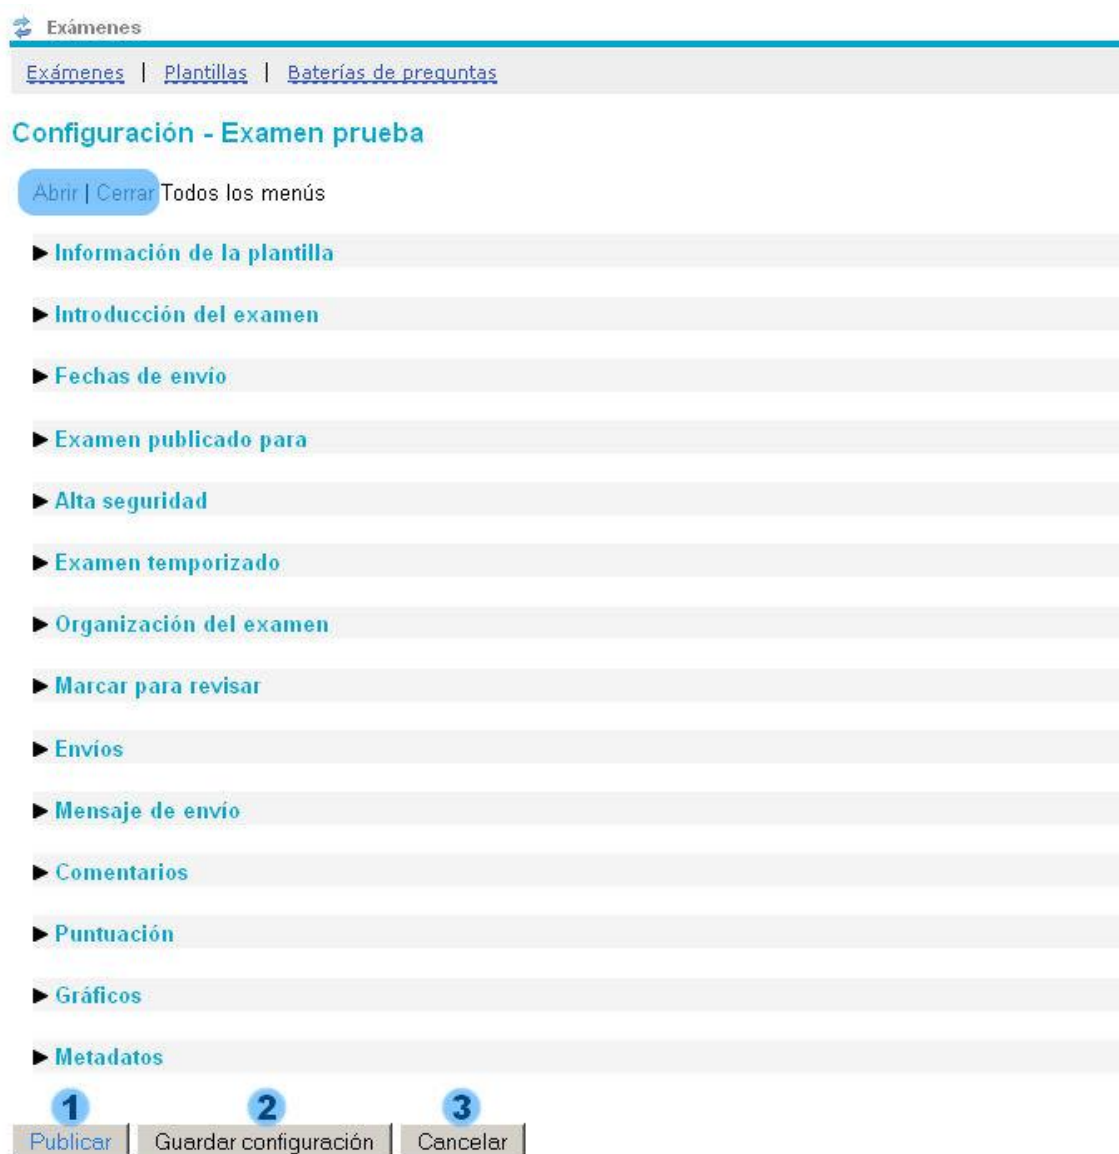 Exámenes
Exámenes | Plantillas | Baterías de preguntas
Configuración - Examen prueba
Abrir | Cerrar Todos los menús
Información de la plantilla
Introducción del examen
Fechas de envío
Examen publicado para
Alta seguridad
Examen temporizado
Organización del examen
Marcar para revisar
Envíos
Mensaje de envío
Comentarios
Puntuación
Gráficos
Metadatos
1 2 3
Publicar Guardar configuración Cancelar